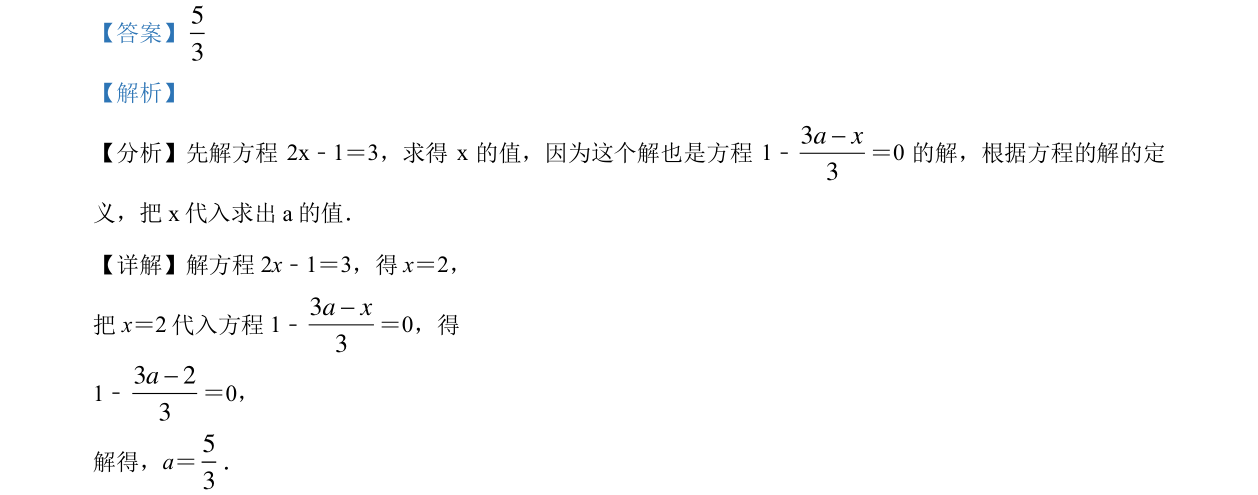 【答案】5/3
【解析】
【分析】先解方程 2x﹣1＝3，求得 x 的值，因为这个解也是方程 1﹣(3a−x)/3＝0 的解，根据方程的解的定
义，把 x 代入求出 a 的值．
【详解】解方程 2x﹣1＝3，得 x＝2，
把 x＝2 代入方程 1﹣(3a−x)/3＝0，得
1﹣(3a−2)/3＝0，
解得，a＝5/3．